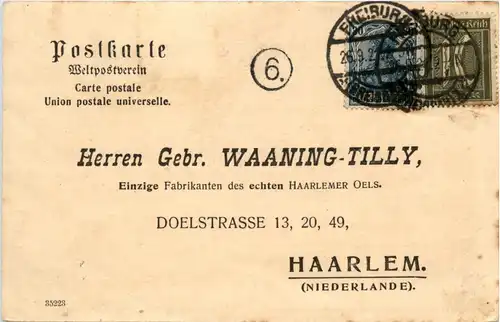 Postkarte
Weltpostverein
Carte postale
Union postale universelle.
6.
Herren Gebr. WAANING-TILLY,
Einzige Fabrikanten des echten HAARLEMER OELS.
DOELSTRASSE 13, 20, 49,
HAARLEM.
(NIEDERLANDE).
35223